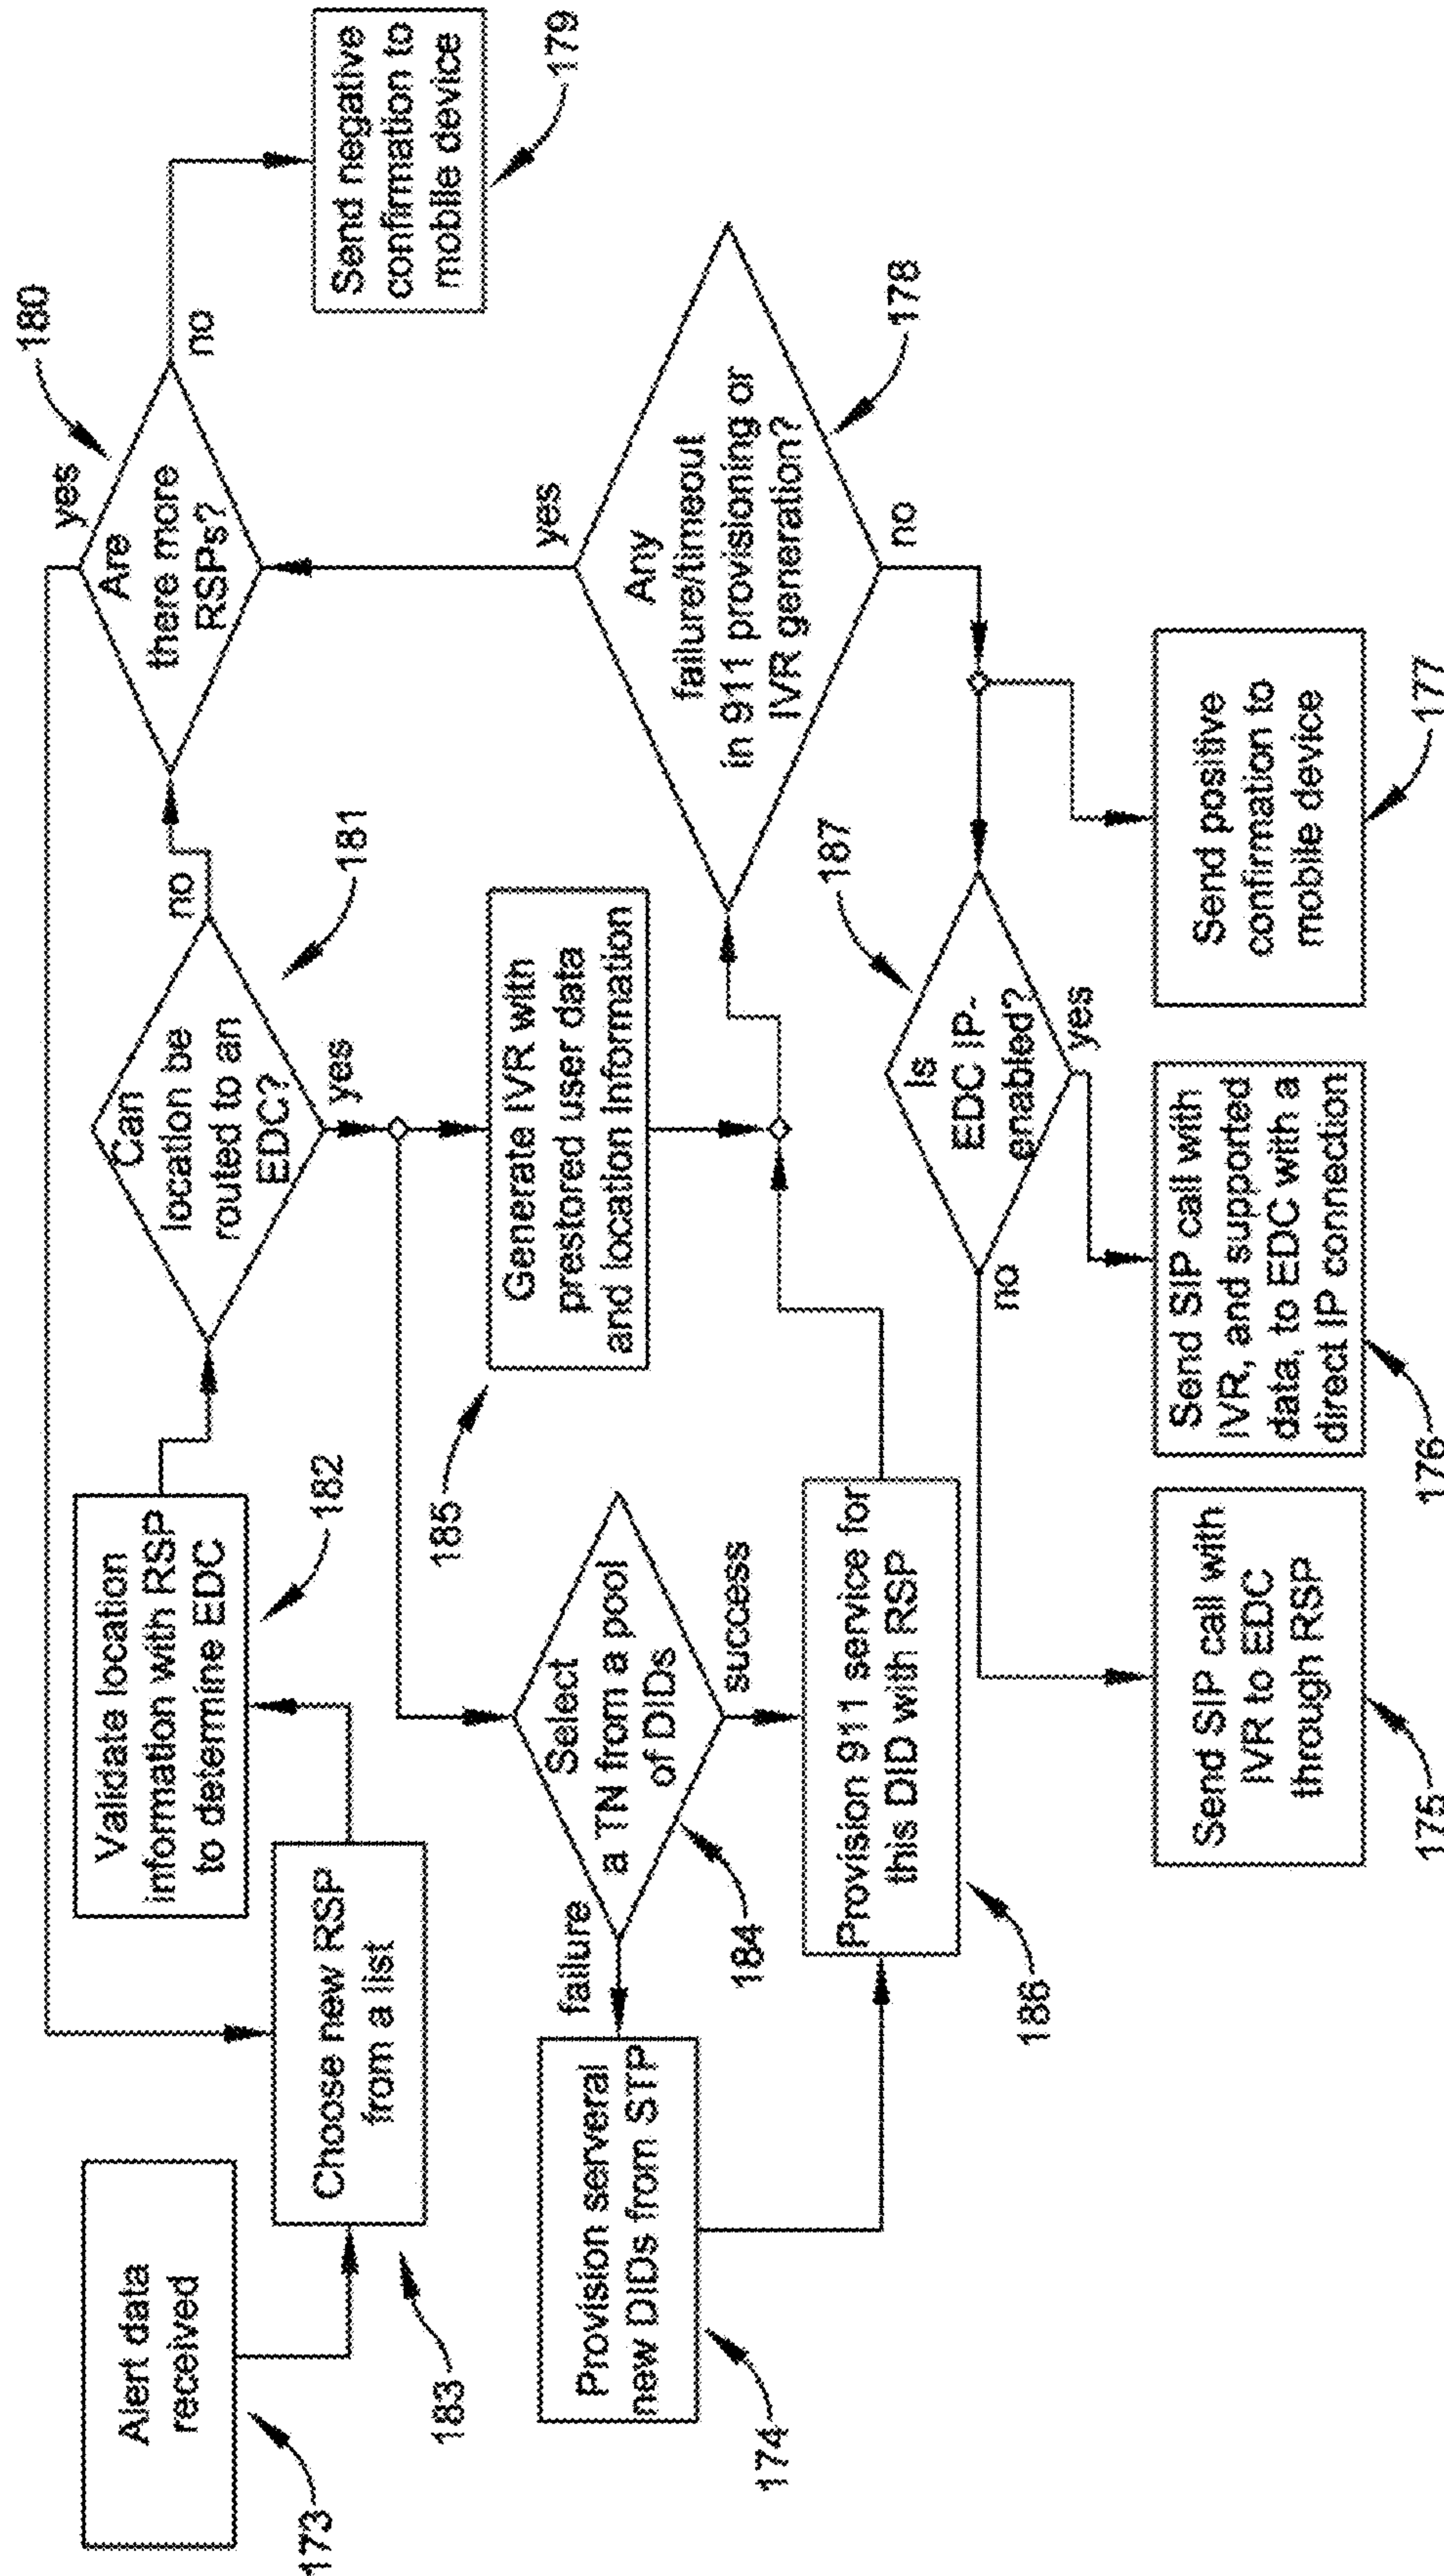 Alert data
received
173
Choose new RSP
from a list
183
Validate location
information with RSP
to determine EDC
182
Can
location be
routed to an
EDC?
181
no
yes
Are
there more
RSPs?
180
yes
no
Send negative
confirmation to
mobile device
179
Generate IVR with
prestored user data
and location Information
185
Select
a TN from a pool
of DIDs
184
failure
success
Provision serveral
new DIDs from STP
174
Provision 911 service for
this DID with RSP
186
Any
failure/timeout
in 911 provisioning or
IVR generation?
178
yes
no
Is
EDC IP-
enabled?
187
no
yes
Send SIP call with
IVR to EDC
through RSP
175
Send SIP call with
IVR, and supported
data, to EDC with a
direct IP connection
176
Send positive
confirmation to
mobile device
177